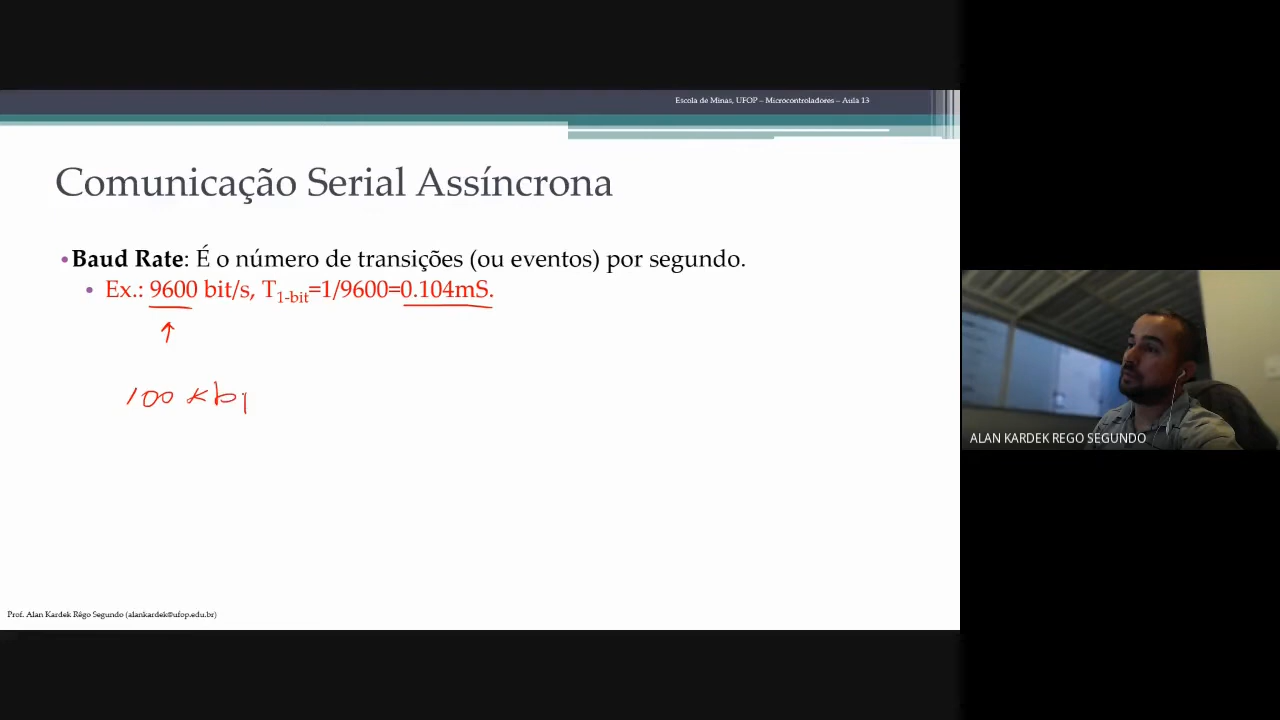 Escola de Minas, UFOP – Microcontroladores – Aula 13
Comunicação Serial Assíncrona
•Baud Rate: É o número de transições (ou eventos) por segundo.
• Ex.: 9600 bit/s, T1-bit=1/9600=0.104mS.
100 kbp
ALAN KARDEK REGO SEGUNDO
Prof. Alan Kardek Rêgo Segundo (alankardek@ufop.edu.br)